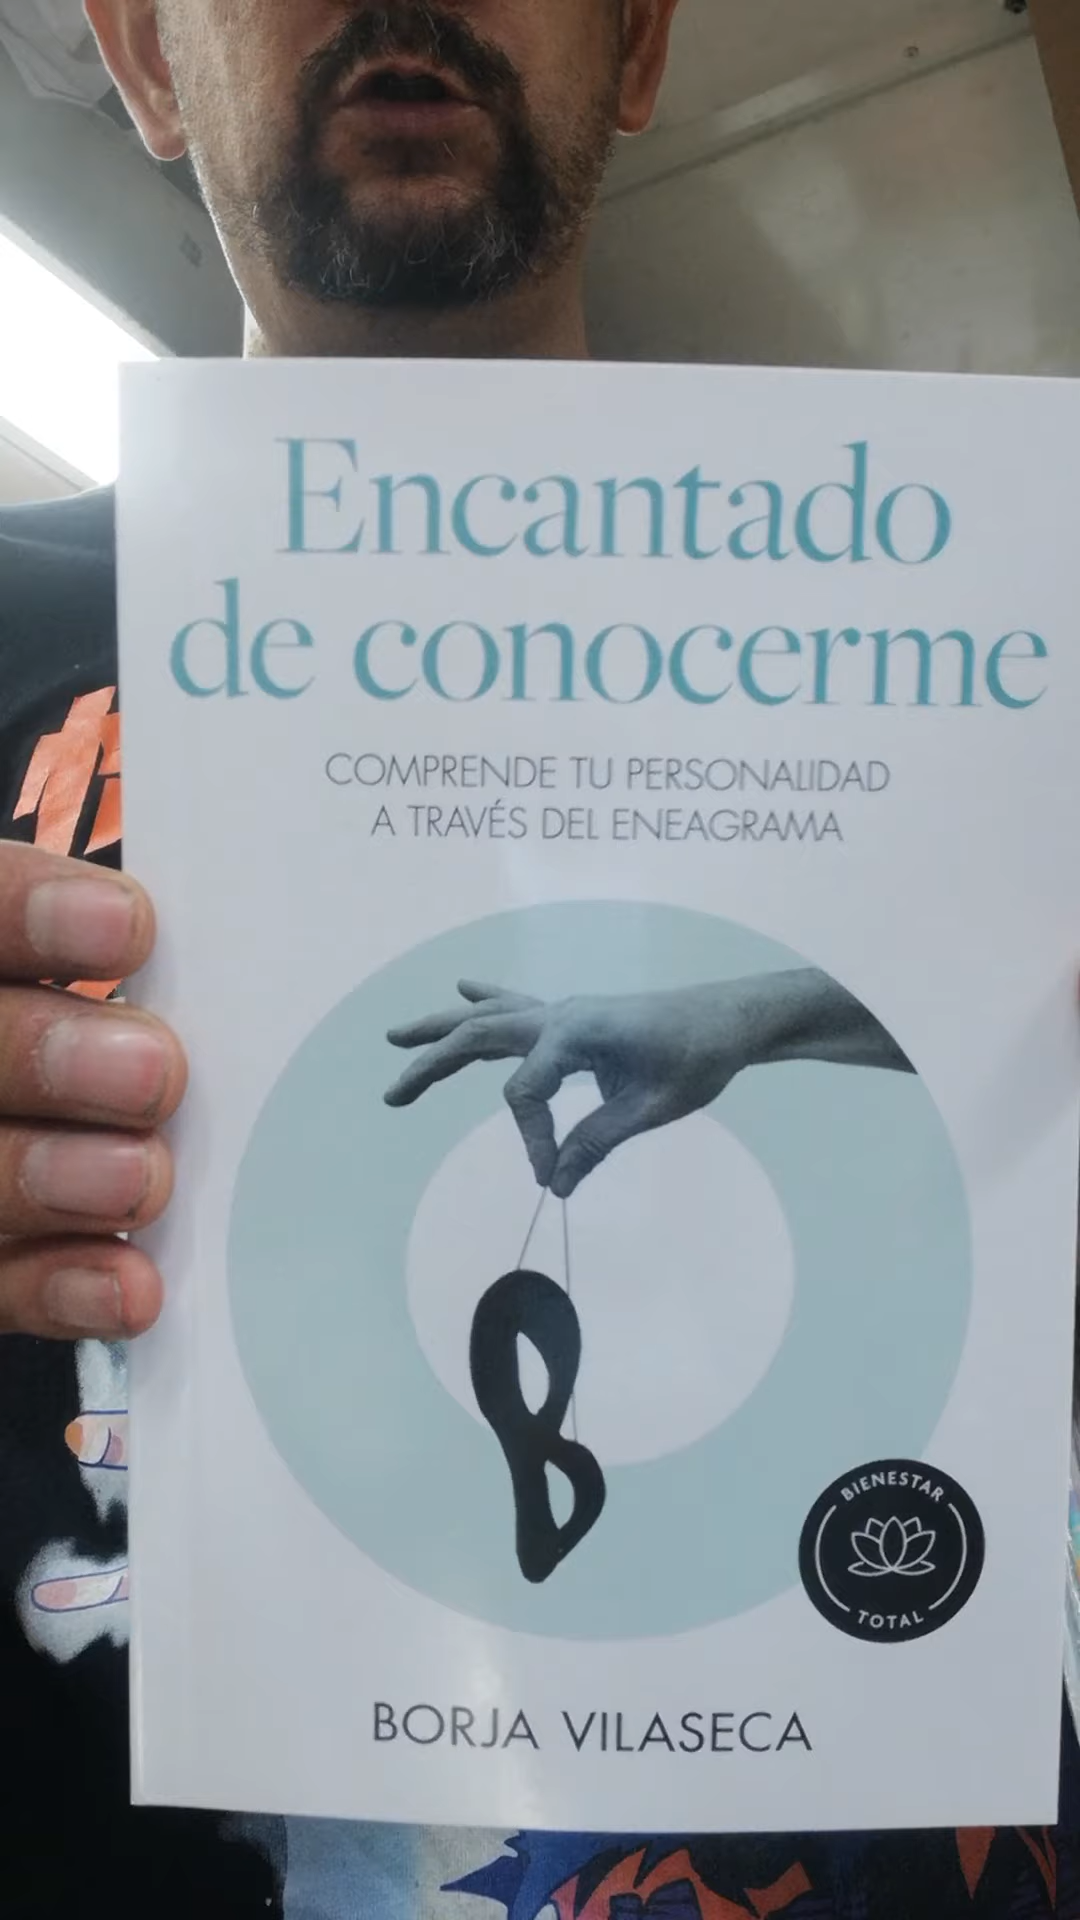 Encantado
de conocerme
COMPRENDE TU PERSONALIDAD
A TRAVÉS DEL ENEAGRAMA
BIENESTAR
TOTAL
BORJA VILASECA